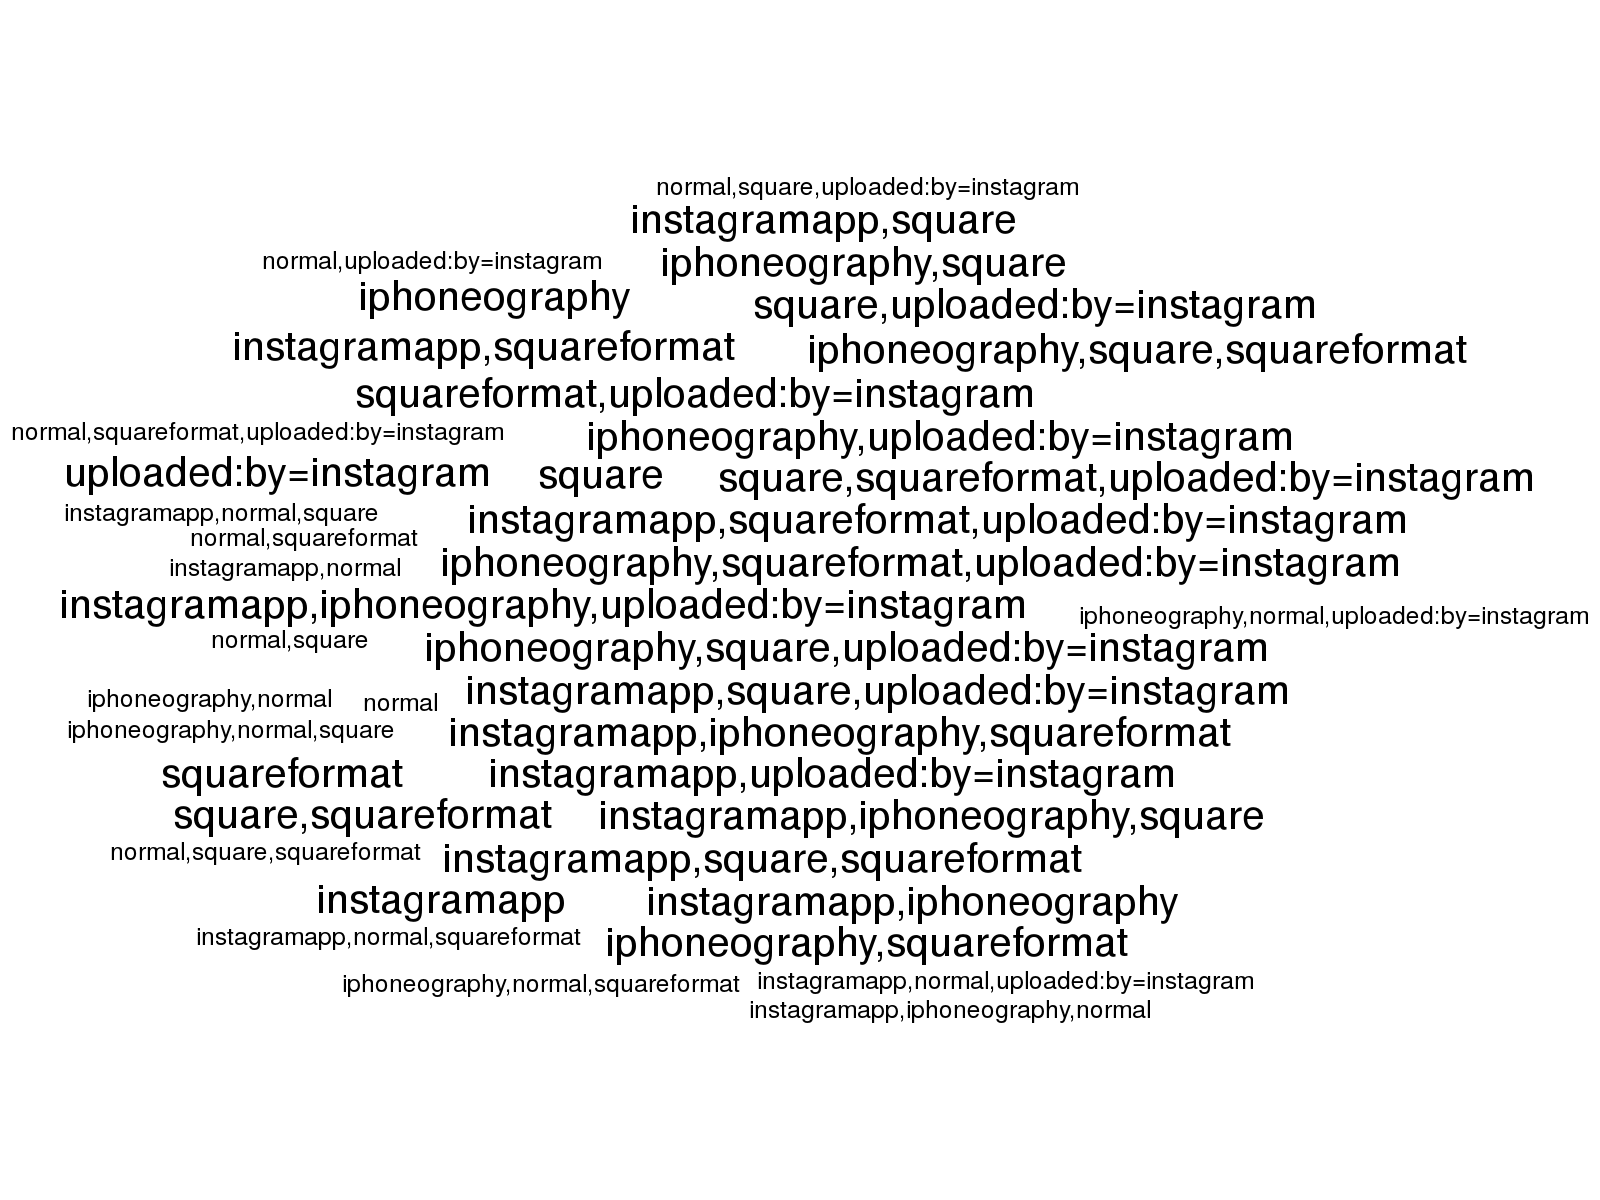 normal,square,uploaded:by=instagram
instagramapp,square
normal,uploaded:by=instagram
iphoneography,square
iphoneography
square,uploaded:by=instagram
instagramapp,squareformat
iphoneography,square,squareformat
squareformat,uploaded:by=instagram
normal,squareformat,uploaded:by=instagram
iphoneography,uploaded:by=instagram
uploaded:by=instagram
square
square,squareformat,uploaded:by=instagram
instagramapp,normal,square
instagramapp,squareformat,uploaded:by=instagram
normal,squareformat
instagramapp,normal
iphoneography,squareformat,uploaded:by=instagram
instagramapp,iphoneography,uploaded:by=instagram
iphoneography,normal,uploaded:by=instagram
normal,square
iphoneography,square,uploaded:by=instagram
iphoneography,normal
normal
instagramapp,square,uploaded:by=instagram
iphoneography,normal,square
instagramapp,iphoneography,squareformat
squareformat
instagramapp,uploaded:by=instagram
square,squareformat
instagramapp,iphoneography,square
normal,square,squareformat
instagramapp,square,squareformat
instagramapp
instagramapp,iphoneography
instagramapp,normal,squareformat
iphoneography,squareformat
iphoneography,normal,squareformat
instagramapp,normal,uploaded:by=instagram
instagramapp,iphoneography,normal